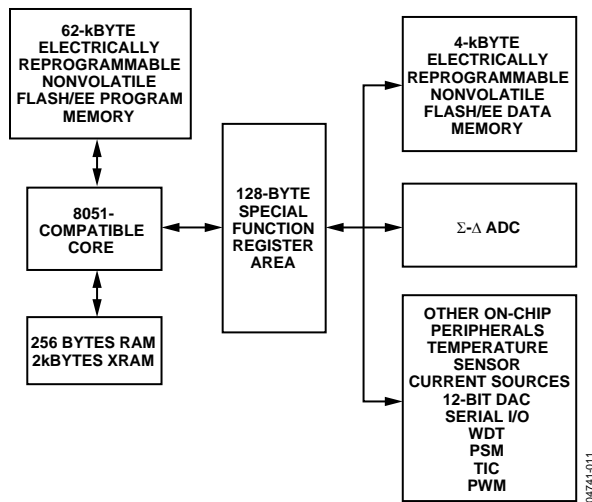 62-kBYTE
ELECTRICALLY
REPROGRAMMABLE
NONVOLATILE
FLASH/EE PROGRAM
MEMORY
8051-
COMPATIBLE
CORE
256 BYTES RAM
2kBYTES XRAM
128-BYTE
SPECIAL
FUNCTION
REGISTER
AREA
4-kBYTE
ELECTRICALLY
REPROGRAMMABLE
NONVOLATILE
FLASH/EE DATA
MEMORY
Σ-Δ ADC
OTHER ON-CHIP
PERIPHERALS
TEMPERATURE
SENSOR
CURRENT SOURCES
12-BIT DAC
SERIAL I/O
WDT
PSM
TIC
PWM
04741-011